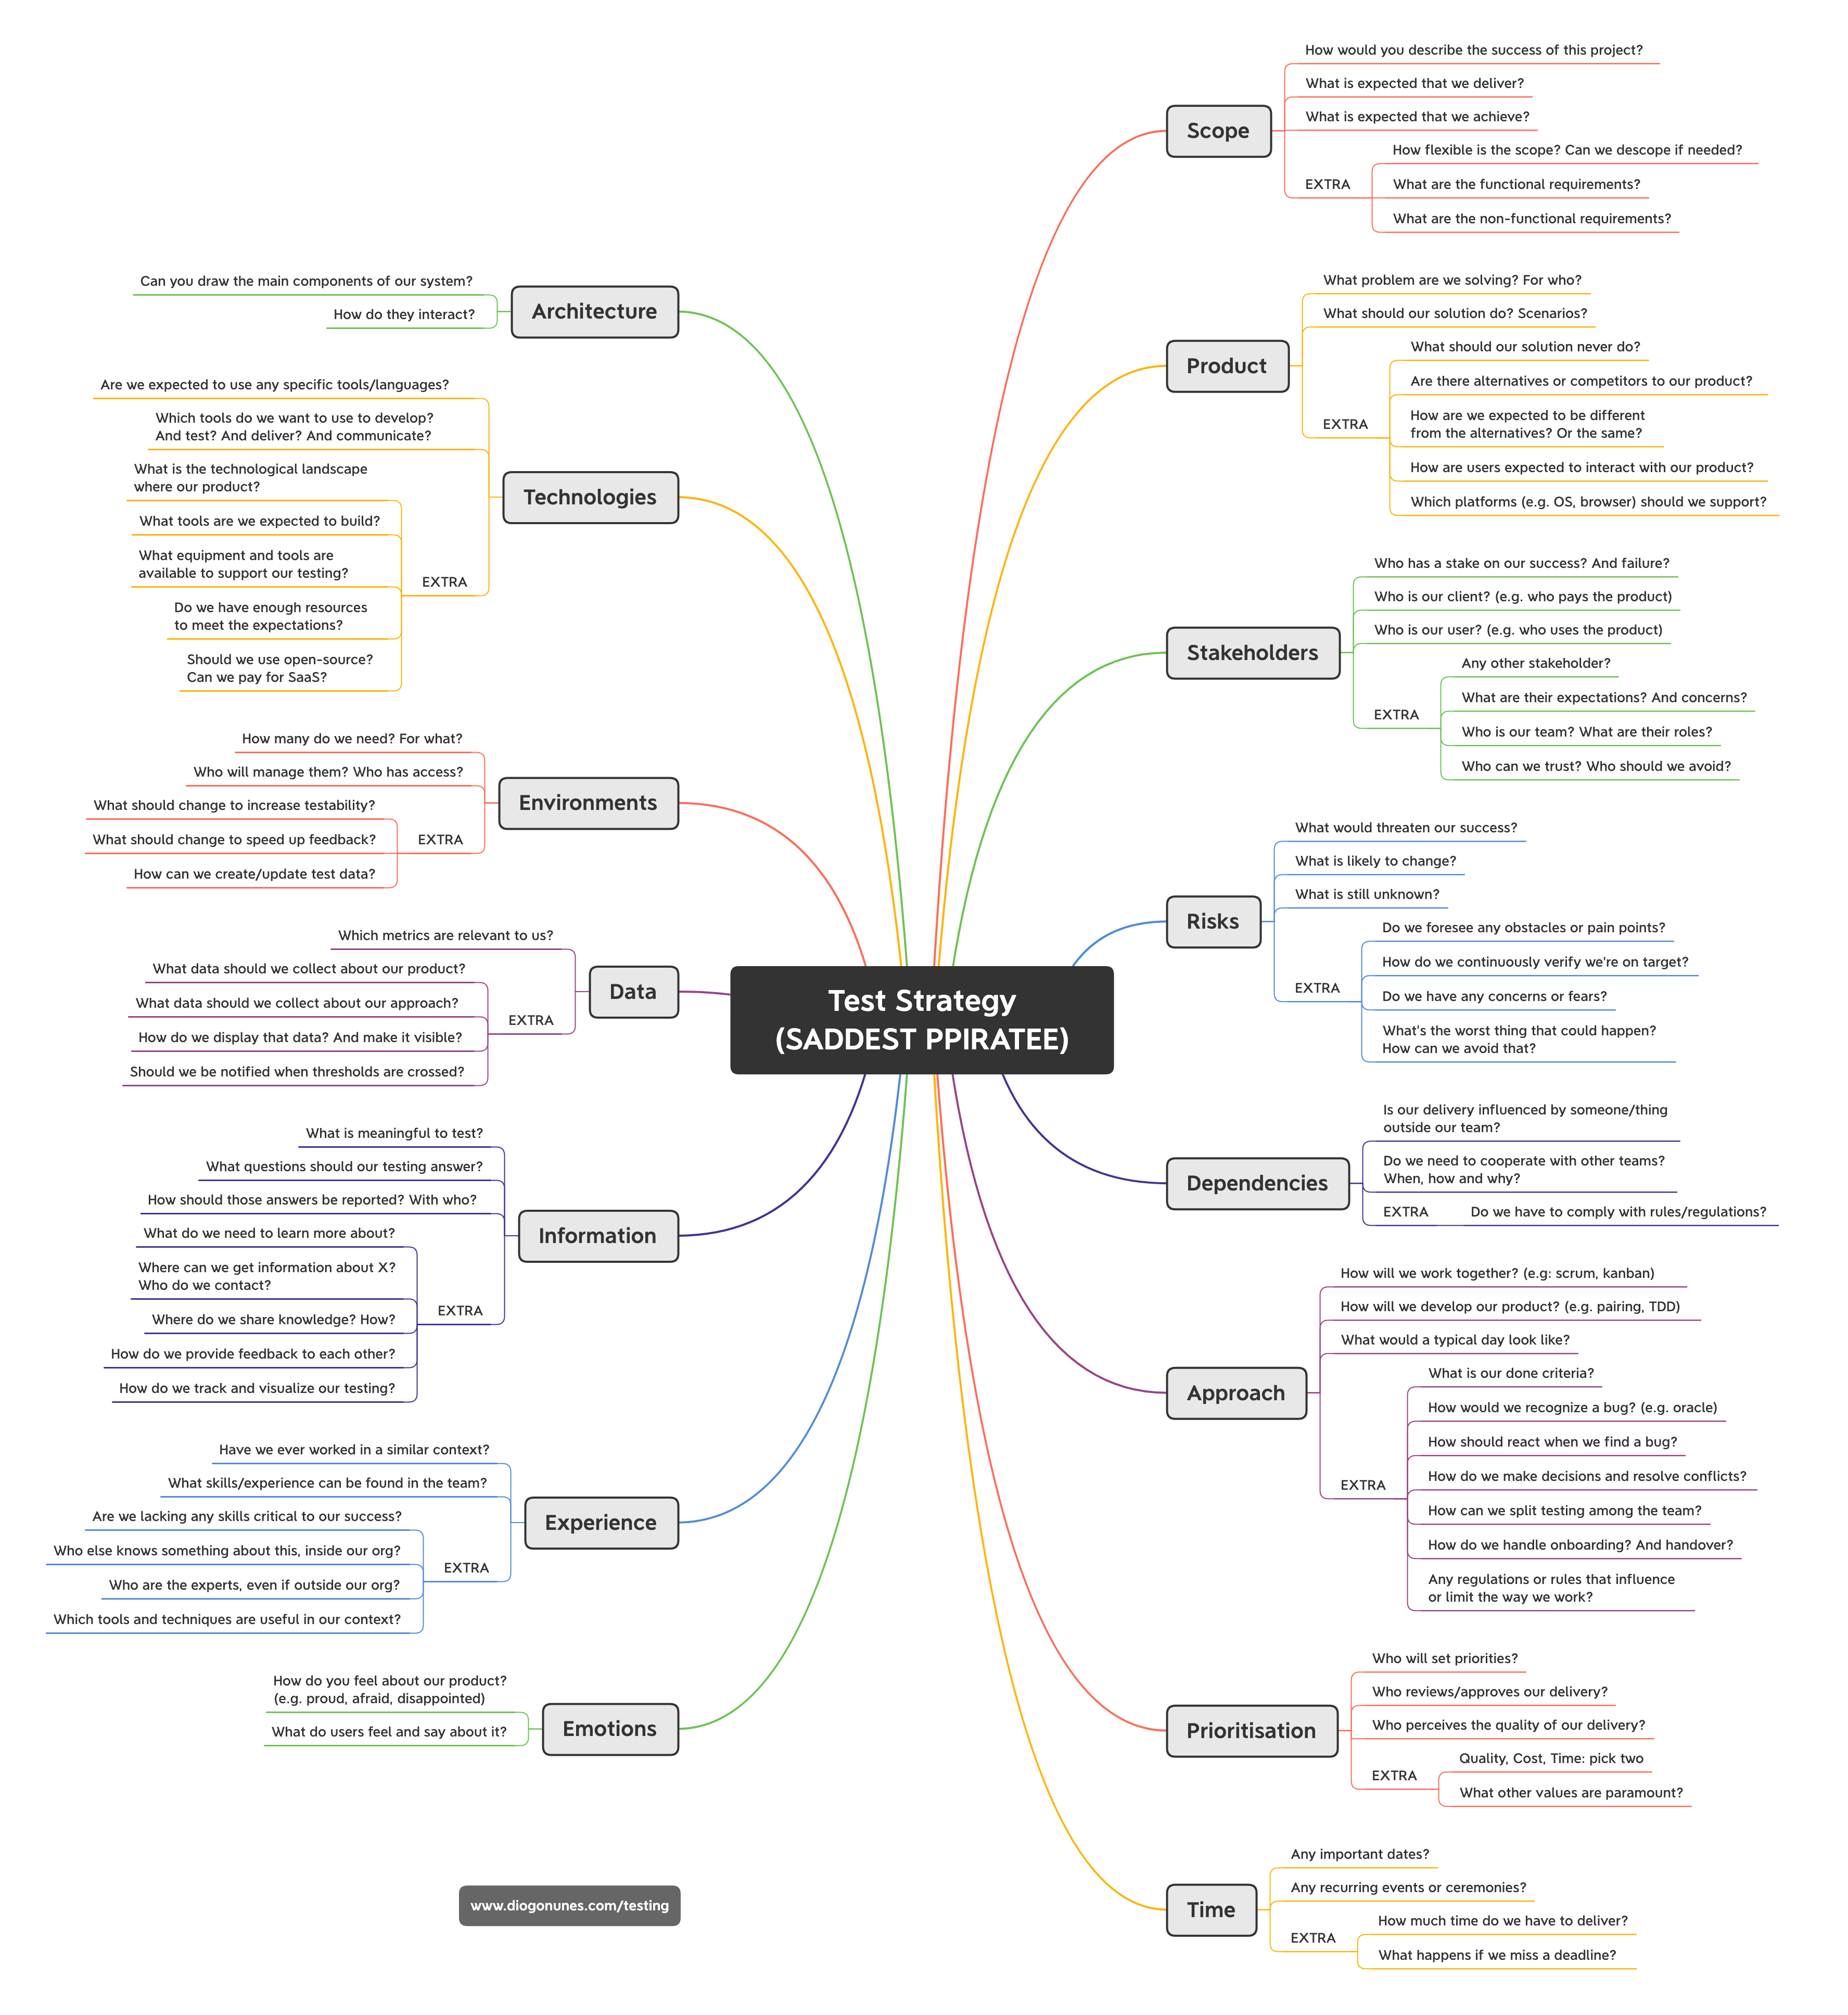 Test Strategy
(SADDEST PPIRATEE)
Scope
How would you describe the success of this project?
What is expected that we deliver?
What is expected that we achieve?
EXTRA
How flexible is the scope? Can we descope if needed?
What are the functional requirements?
What are the non-functional requirements?
Product
What problem are we solving? For who?
What should our solution do? Scenarios?
EXTRA
What should our solution never do?
Are there alternatives or competitors to our product?
How are we expected to be different
from the alternatives? Or the same?
How are users expected to interact with our product?
Which platforms (e.g. OS, browser) should we support?
Stakeholders
Who has a stake on our success? And failure?
Who is our client? (e.g. who pays the product)
Who is our user? (e.g. who uses the product)
EXTRA
Any other stakeholder?
What are their expectations? And concerns?
Who is our team? What are their roles?
Who can we trust? Who should we avoid?
Risks
What would threaten our success?
What is likely to change?
What is still unknown?
EXTRA
Do we foresee any obstacles or pain points?
How do we continuously verify we're on target?
Do we have any concerns or fears?
What's the worst thing that could happen?
How can we avoid that?
Dependencies
Is our delivery influenced by someone/thing
outside our team?
Do we need to cooperate with other teams?
When, how and why?
EXTRA
Do we have to comply with rules/regulations?
Approach
How will we work together? (e.g: scrum, kanban)
How will we develop our product? (e.g. pairing, TDD)
What would a typical day look like?
EXTRA
What is our done criteria?
How would we recognize a bug? (e.g. oracle)
How should react when we find a bug?
How do we make decisions and resolve conflicts?
How can we split testing among the team?
How do we handle onboarding? And handover?
Any regulations or rules that influence
or limit the way we work?
Prioritisation
Who will set priorities?
Who reviews/approves our delivery?
Who perceives the quality of our delivery?
EXTRA
Quality, Cost, Time: pick two
What other values are paramount?
Time
Any important dates?
Any recurring events or ceremonies?
EXTRA
How much time do we have to deliver?
What happens if we miss a deadline?
Architecture
Can you draw the main components of our system?
How do they interact?
Technologies
Are we expected to use any specific tools/languages?
Which tools do we want to use to develop?
And test? And deliver? And communicate?
EXTRA
What is the technological landscape
where our product?
What tools are we expected to build?
What equipment and tools are
available to support our testing?
Do we have enough resources
to meet the expectations?
Should we use open-source?
Can we pay for SaaS?
Environments
How many do we need? For what?
Who will manage them? Who has access?
EXTRA
What should change to increase testability?
What should change to speed up feedback?
How can we create/update test data?
Data
Which metrics are relevant to us?
EXTRA
What data should we collect about our product?
What data should we collect about our approach?
How do we display that data? And make it visible?
Should we be notified when thresholds are crossed?
Information
What is meaningful to test?
What questions should our testing answer?
How should those answers be reported? With who?
EXTRA
What do we need to learn more about?
Where can we get information about X?
Who do we contact?
Where do we share knowledge? How?
How do we provide feedback to each other?
How do we track and visualize our testing?
Experience
Have we ever worked in a similar context?
What skills/experience can be found in the team?
EXTRA
Are we lacking any skills critical to our success?
Who else knows something about this, inside our org?
Who are the experts, even if outside our org?
Which tools and techniques are useful in our context?
Emotions
How do you feel about our product?
(e.g. proud, afraid, disappointed)
What do users feel and say about it?
www.diogonunes.com/testing